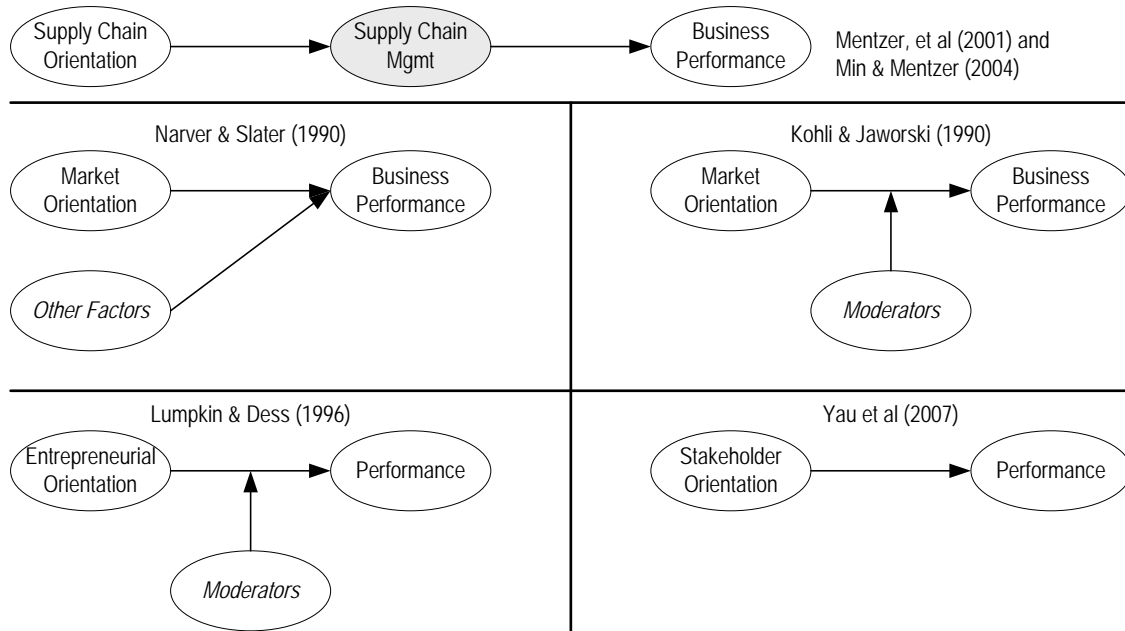 Supply Chain
Orientation
Supply Chain
Mgmt
Business
Performance
Mentzer, et al (2001) and
Min & Mentzer (2004)
Narver & Slater (1990)
Market
Orientation
Business
Performance
Other Factors
Kohli & Jaworski (1990)
Market
Orientation
Business
Performance
Moderators
Lumpkin & Dess (1996)
Entrepreneurial
Orientation
Performance
Moderators
Yau et al (2007)
Stakeholder
Orientation
Performance